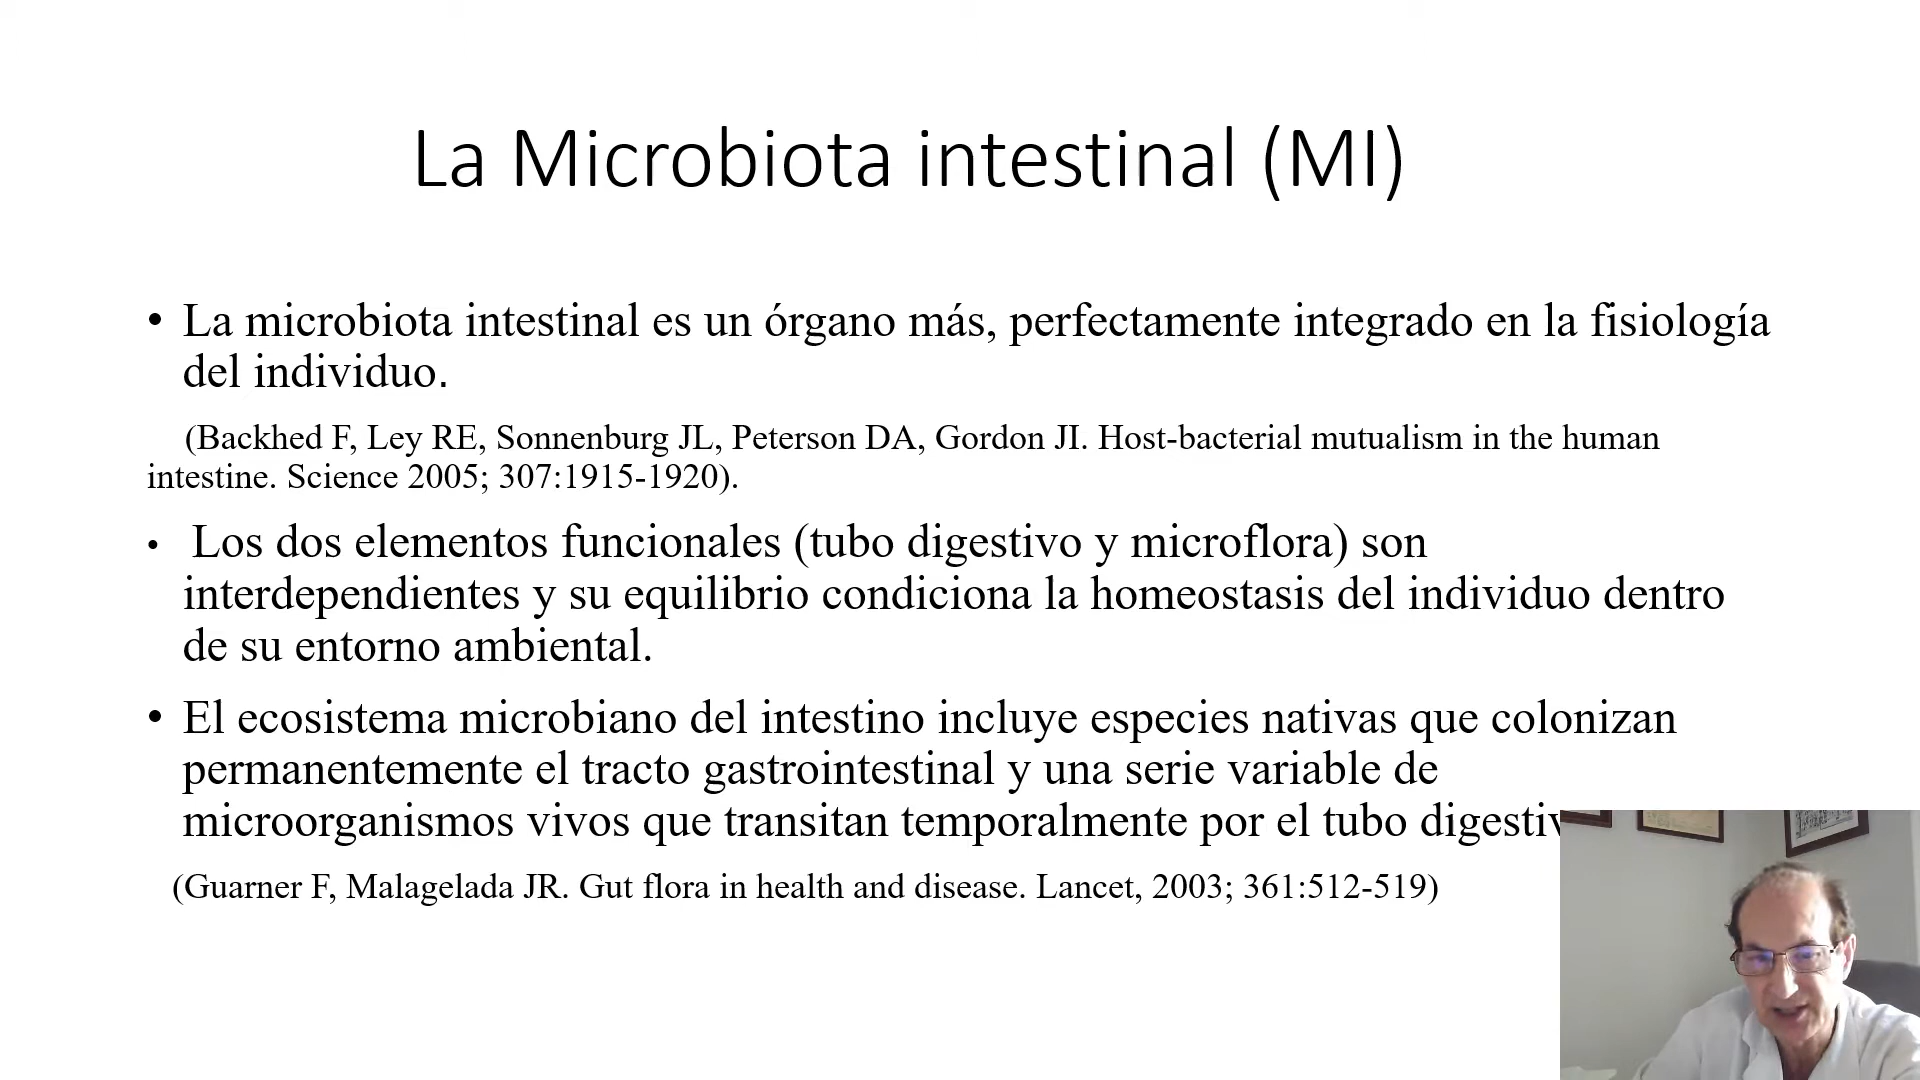 La Microbiota intestinal (MI)
• La microbiota intestinal es un órgano más, perfectamente integrado en la fisiología
del individuo.
(Backhed F, Ley RE, Sonnenburg JL, Peterson DA, Gordon JI. Host-bacterial mutualism in the human
intestine. Science 2005; 307:1915-1920).
• Los dos elementos funcionales (tubo digestivo y microflora) son
interdependientes y su equilibrio condiciona la homeostasis del individuo dentro
de su entorno ambiental.
• El ecosistema microbiano del intestino incluye especies nativas que colonizan
permanentemente el tracto gastrointestinal y una serie variable de
microorganismos vivos que transitan temporalmente por el tubo
(Guarner F, Malagelada JR. Gut flora in health and disease. Lancet, 2003; 361:512-519)